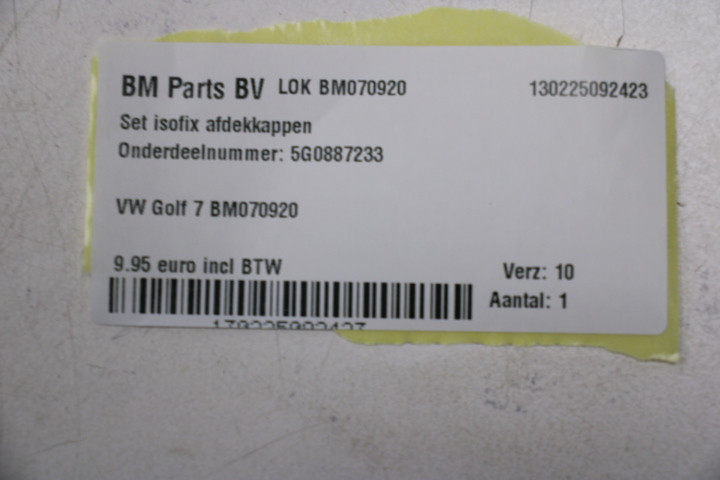 BM Parts BV LOK BM070920 130225092423
Set isofix afdekkappen
Onderdeelnummer: 5G0887233
VW Golf 7 BM070920
9.95 euro incl BTW
Verz: 10
Aantal: 1